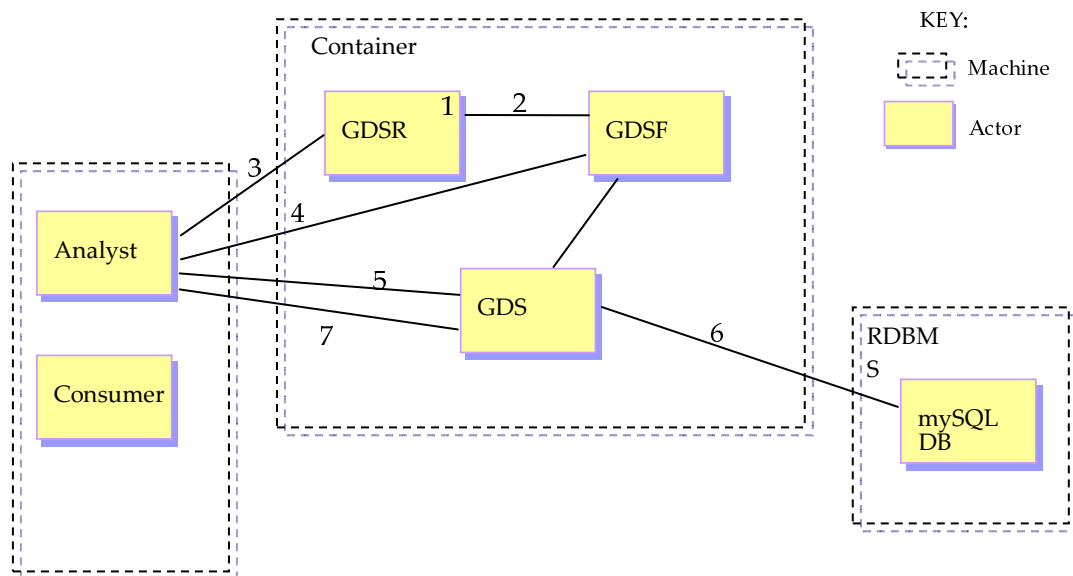 KEY:
Machine
Actor
Container
GDSR
1
2
GDSF
3
4
Analyst
5
GDS
7
6
Consumer
RDBM
S
mySQL
DB